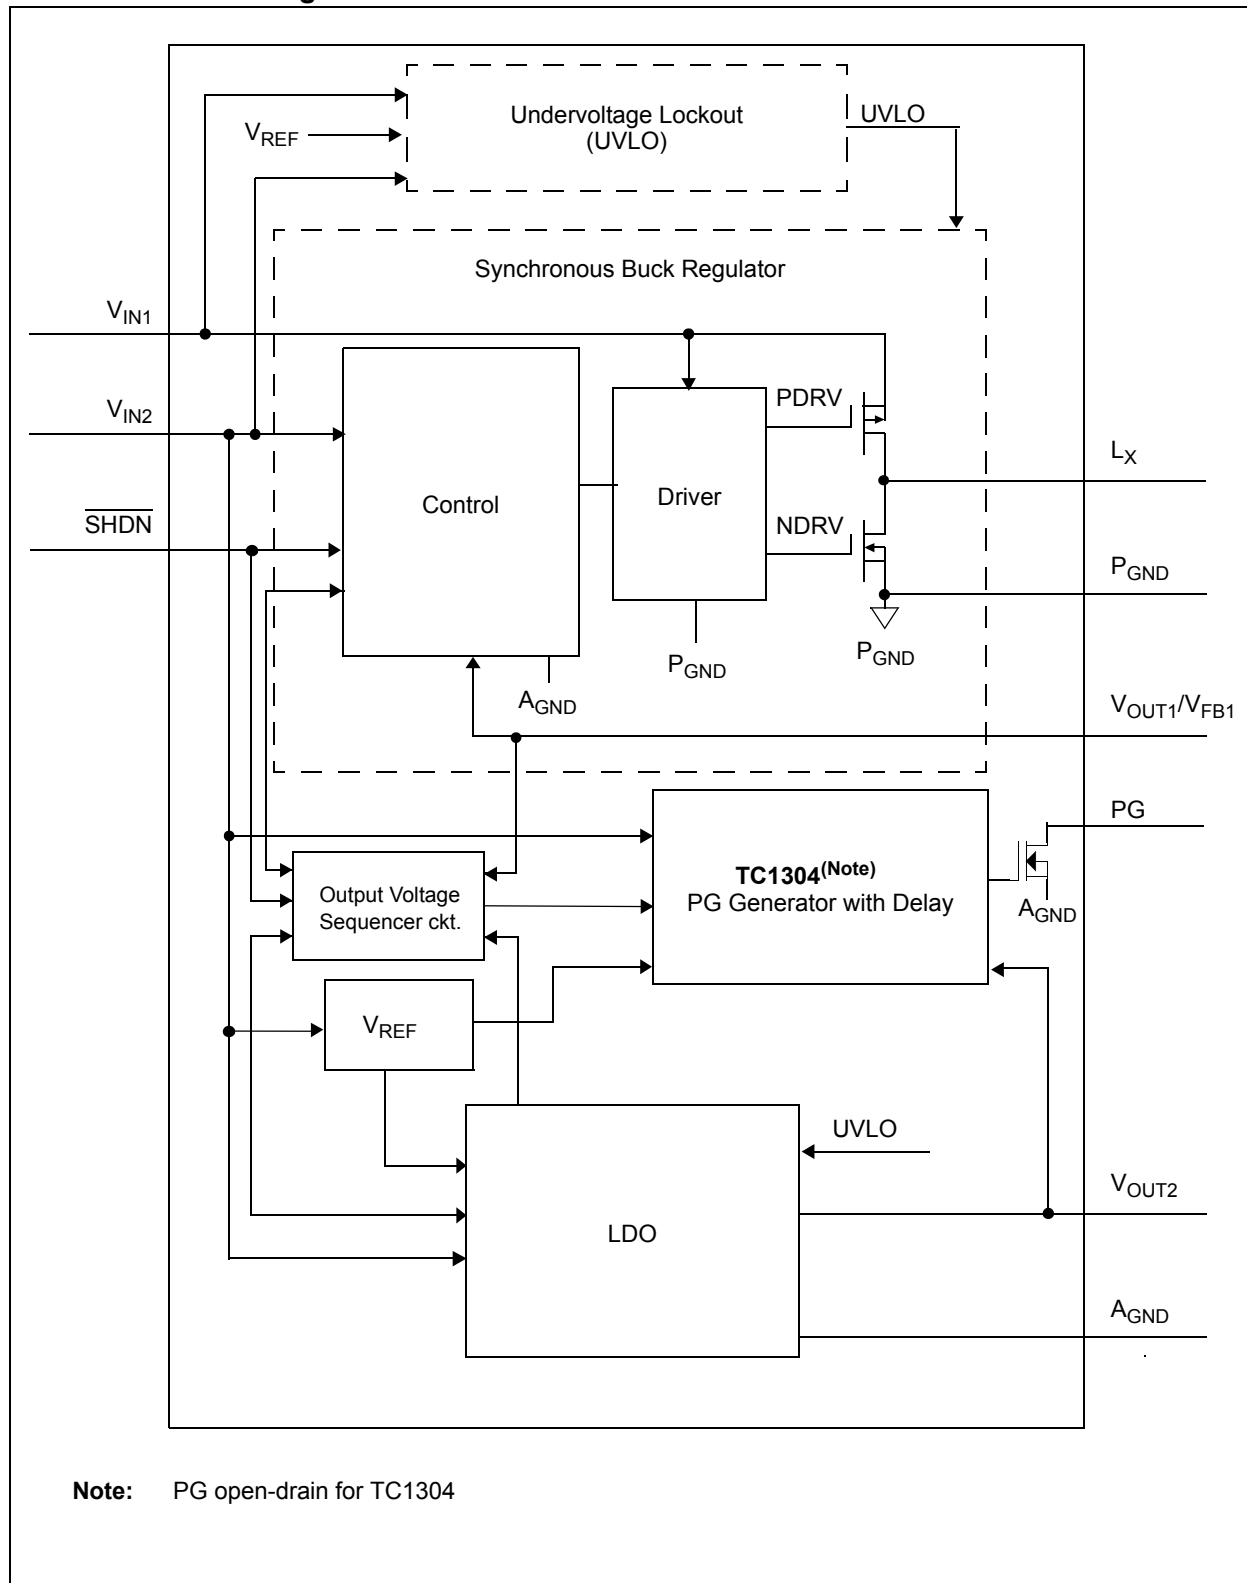 Undervoltage Lockout
(UVLO)
UVLO
VREF
Synchronous Buck Regulator
VIN1
VIN2
SHDN
Control
Driver
PDRV
NDRV
LX
PGND
PGND
PGND
AGND
VOUT1/VFB1
PG
TC1304(Note)
PG Generator with Delay
AGND
Output Voltage
Sequencer ckt.
VREF
UVLO
LDO
VOUT2
AGND
Note: PG open-drain for TC1304